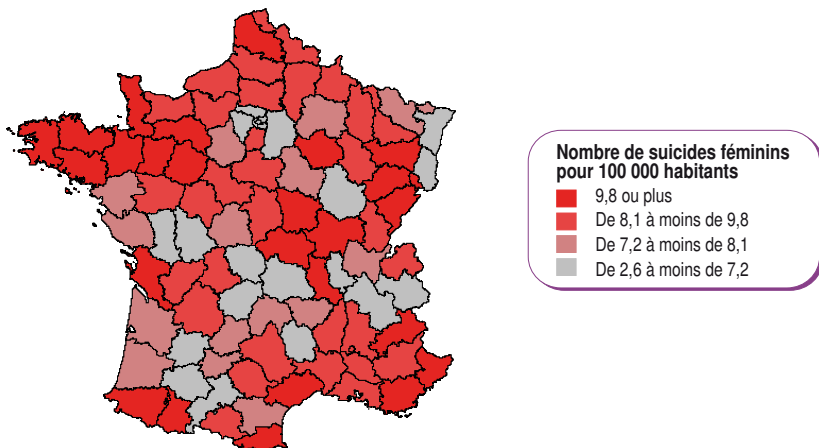 Nombre de suicides féminins
pour 100 000 habitants
9,8 ou plus
De 8,1 à moins de 9,8
De 7,2 à moins de 8,1
De 2,6 à moins de 7,2